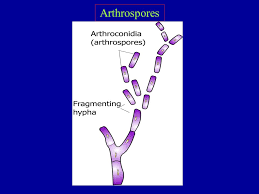 Arthrospores
Arthroconidia
(arthrospores)
Fragmenting
hypha